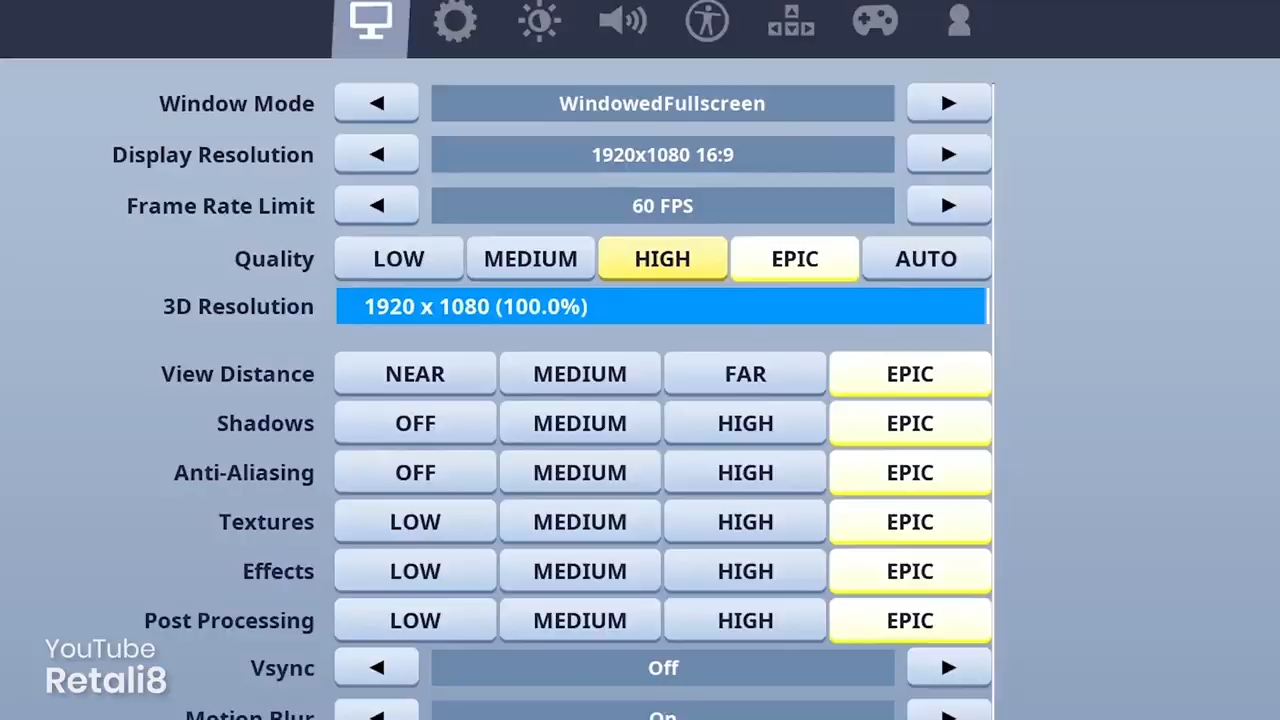 Window Mode WindowedFullscreen
Display Resolution 1920x1080 16:9
Frame Rate Limit 60 FPS
Quality LOW MEDIUM HIGH EPIC AUTO
3D Resolution 1920 x 1080 (100.0%)
View Distance NEAR MEDIUM FAR EPIC
Shadows OFF MEDIUM HIGH EPIC
Anti-Aliasing OFF MEDIUM HIGH EPIC
Textures LOW MEDIUM HIGH EPIC
Effects LOW MEDIUM HIGH EPIC
Post Processing LOW MEDIUM HIGH EPIC
YouTube
Retali8
Vsync Off
Motion Blur On